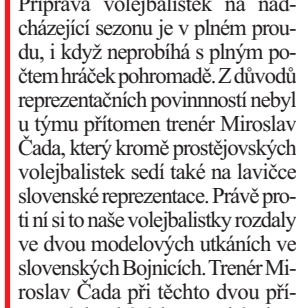 Příprava volejbalistek na nad-
cházející sezonu je v plném prou-
du, i když neprobíhá s plným po-
čtem hráček pohromadě. Z důvodů
reprezentačních povinnností nebyl
u týmu přítomen trenér Miroslav
Čada, který kromě prostějovských
volejbalistek sedí také na lavičce
slovenské reprezentace. Právě pro-
ti ní si to naše volejbalistky rozdaly
ve dvou modelových utkáních ve
slovenských Bojnicích. Trenér Mi-
roslav Čada při těchto dvou pří-